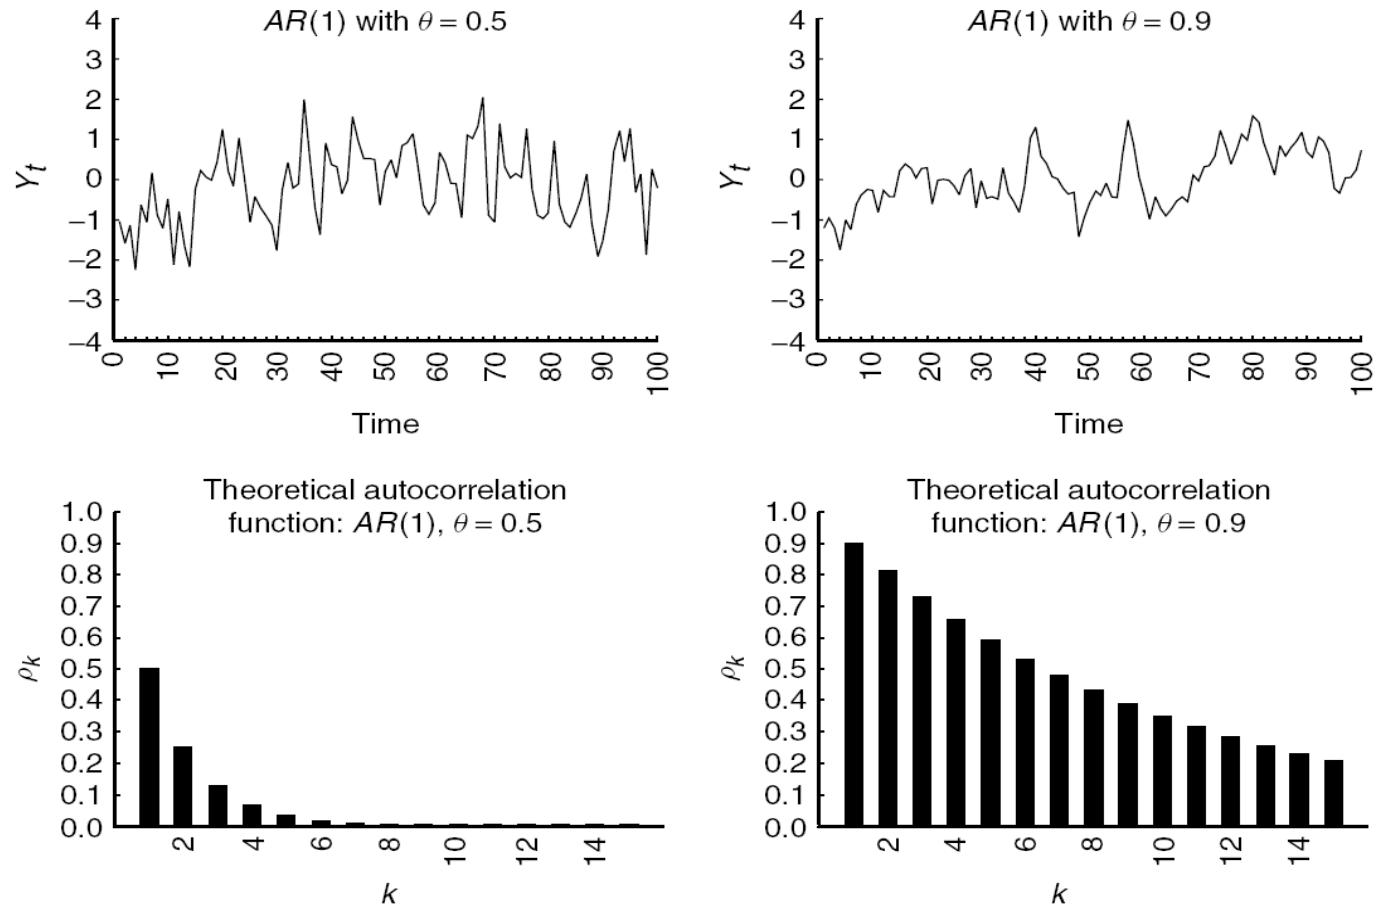 AR(1) with θ = 0.5
4
3
2
1
0
−1
−2
−3
−4
Yt
0 10 20 30 40 50 60 70 80 90 100
Time
AR(1) with θ = 0.9
4
3
2
1
0
−1
−2
−3
−4
Yt
0 10 20 30 40 50 60 70 80 90 100
Time
Theoretical autocorrelation
function: AR(1), θ = 0.5
1.0
0.9
0.8
0.7
0.6
0.5
0.4
0.3
0.2
0.1
0.0
ρk
2 4 6 8 10 12 14
k
Theoretical autocorrelation
function: AR(1), θ = 0.9
1.0
0.9
0.8
0.7
0.6
0.5
0.4
0.3
0.2
0.1
0.0
ρk
2 4 6 8 10 12 14
k